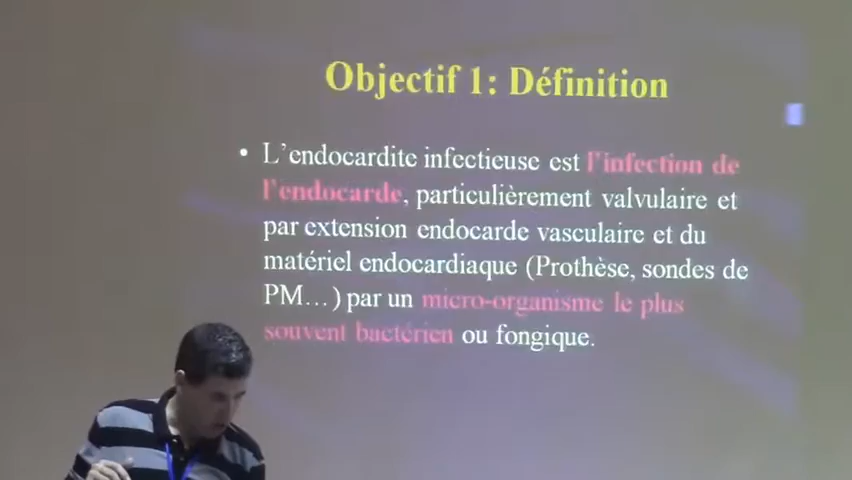 Objectif 1: Définition
• L'endocardite infectieuse est l'infection de
l'endocarde, particulièrement valvulaire et
par extension endocarde vasculaire et du
matériel endocardiaque (Prothèse, sondes de
PM…) par un micro-organisme le plus
souvent bactérien ou fongique.